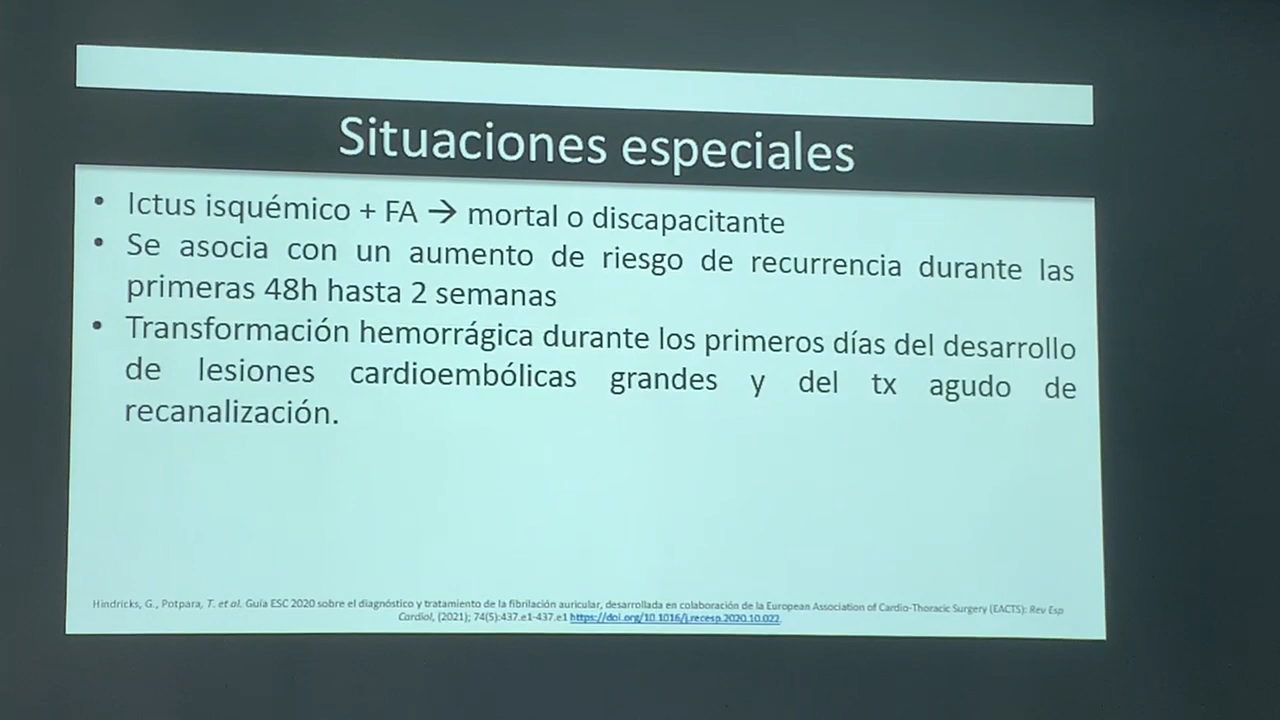 Situaciones especiales
• Ictus isquémico + FA → mortal o discapacitante
• Se asocia con un aumento de riesgo de recurrencia durante las
primeras 48h hasta 2 semanas
• Transformación hemorrágica durante los primeros días del desarrollo
de lesiones cardioembólicas grandes y del tx agudo de
recanalización.
Hindricks, G., Potpara, T. et al. Guía ESC 2020 sobre el diagnóstico y tratamiento de la fibrilación auricular, desarrollada en colaboración de la European Association of Cardio-Thoracic Surgery (EACTS): Rev Esp
Cardiol, (2021); 74(5):437.e1-437.e1 https://doi.org/10.1016/j.recesp.2020.10.022.